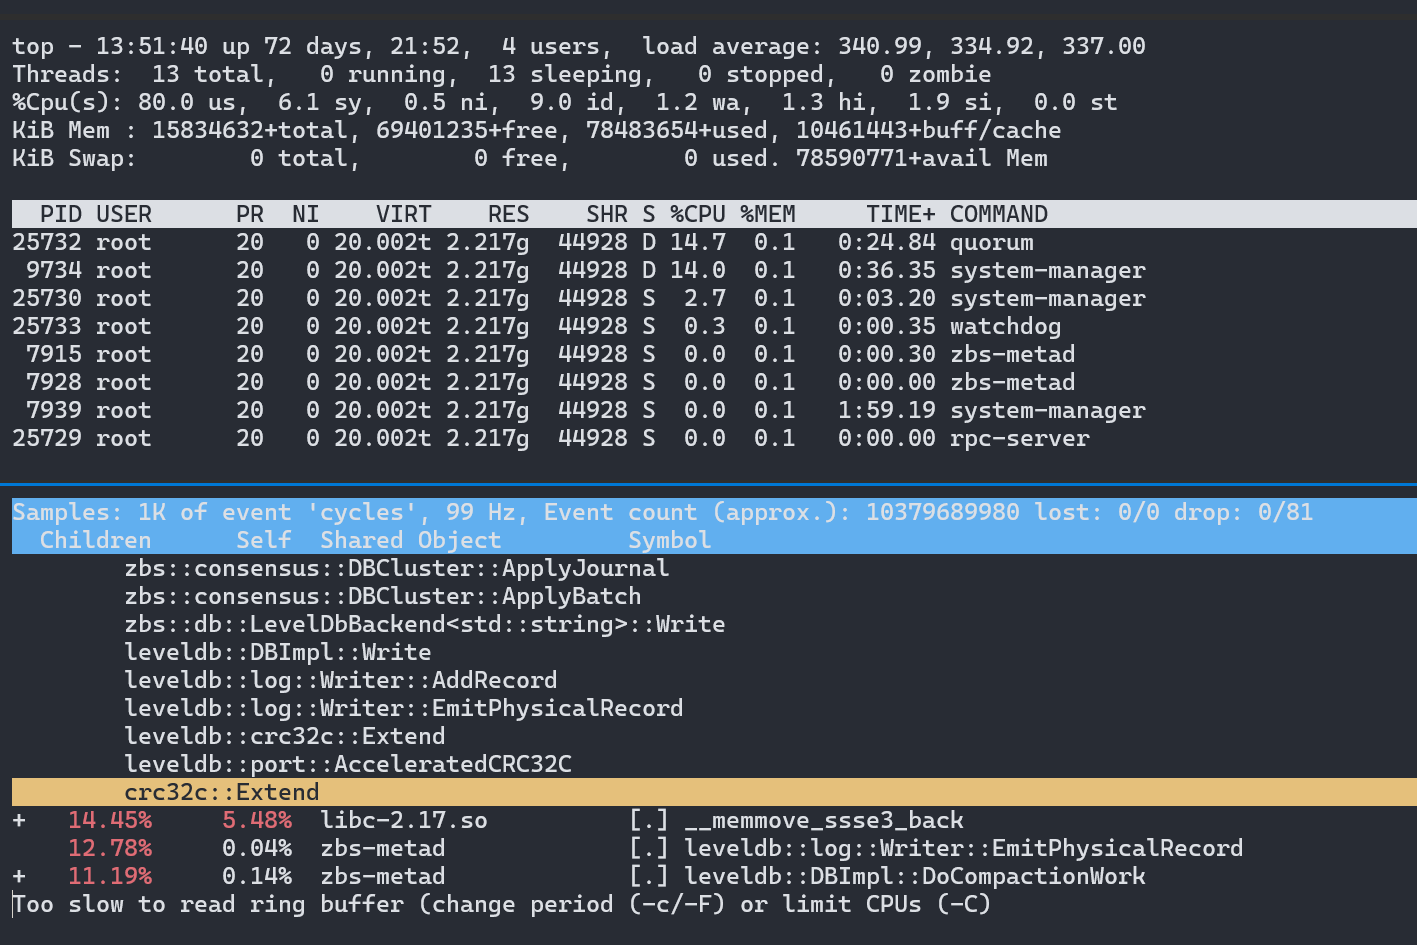 top - 13:51:40 up 72 days, 21:52,  4 users,  load average: 340.99, 334.92, 337.00
Threads:  13 total,   0 running,  13 sleeping,   0 stopped,   0 zombie
%Cpu(s): 80.0 us,  6.1 sy,  0.5 ni,  9.0 id,  1.2 wa,  1.3 hi,  1.9 si,  0.0 st
KiB Mem : 15834632+total, 69401235+free, 78483654+used, 10461443+buff/cache
KiB Swap:        0 total,        0 free,        0 used. 78590771+avail Mem
  PID USER      PR  NI    VIRT    RES    SHR S %CPU %MEM     TIME+ COMMAND
25732 root      20   0 20.002t 2.217g  44928 D 14.7  0.1   0:24.84 quorum
 9734 root      20   0 20.002t 2.217g  44928 D 14.0  0.1   0:36.35 system-manager
25730 root      20   0 20.002t 2.217g  44928 S  2.7  0.1   0:03.20 system-manager
25733 root      20   0 20.002t 2.217g  44928 S  0.3  0.1   0:00.35 watchdog
 7915 root      20   0 20.002t 2.217g  44928 S  0.0  0.1   0:00.30 zbs-metad
 7928 root      20   0 20.002t 2.217g  44928 S  0.0  0.1   0:00.00 zbs-metad
 7939 root      20   0 20.002t 2.217g  44928 S  0.0  0.1   1:59.19 system-manager
25729 root      20   0 20.002t 2.217g  44928 S  0.0  0.1   0:00.00 rpc-server
Samples: 1K of event 'cycles', 99 Hz, Event count (approx.): 10379689980 lost: 0/0 drop: 0/81
  Children      Self  Shared Object         Symbol
        zbs::consensus::DBCluster::ApplyJournal
        zbs::consensus::DBCluster::ApplyBatch
        zbs::db::LevelDbBackend<std::string>::Write
        leveldb::DBImpl::Write
        leveldb::log::Writer::AddRecord
        leveldb::log::Writer::EmitPhysicalRecord
        leveldb::crc32c::Extend
        leveldb::port::AcceleratedCRC32C
        crc32c::Extend
+   14.45%     5.48%  libc-2.17.so          [.] __memmove_ssse3_back
    12.78%     0.04%  zbs-metad             [.] leveldb::log::Writer::EmitPhysicalRecord
+   11.19%     0.14%  zbs-metad             [.] leveldb::DBImpl::DoCompactionWork
Too slow to read ring buffer (change period (-c/-F) or limit CPUs (-C)